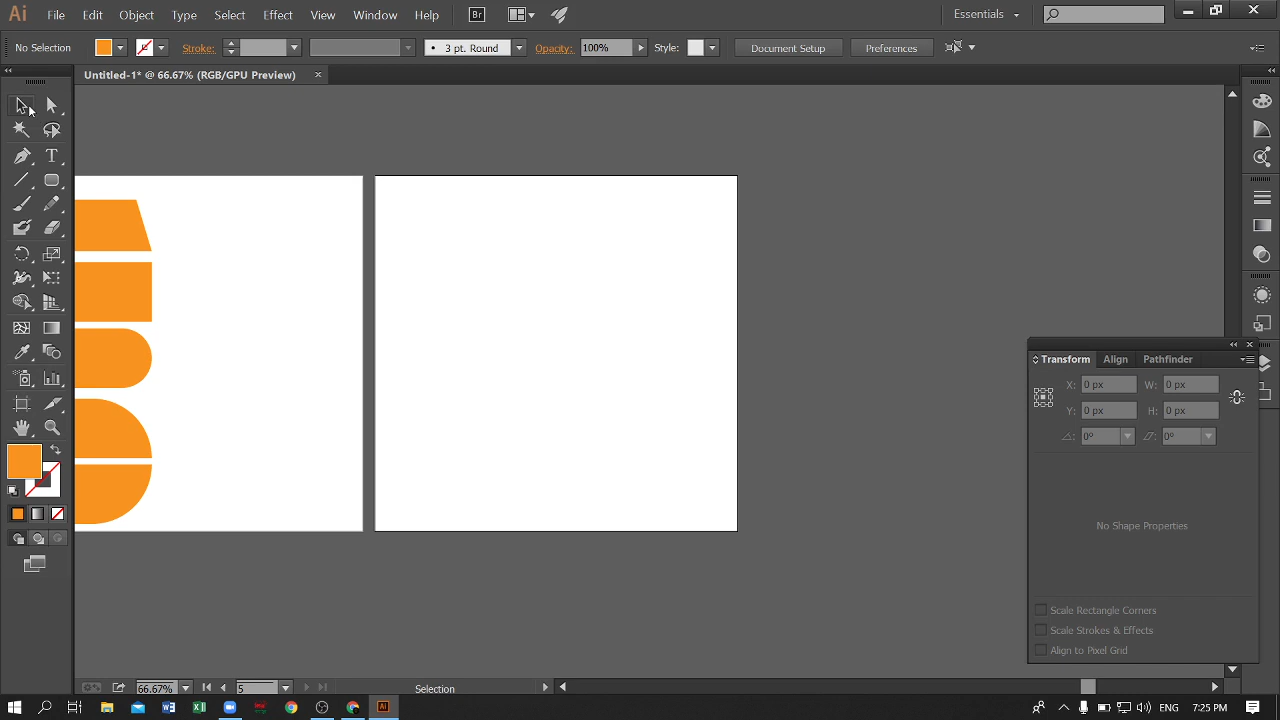 Ai File Edit Object Type Select Effect View Window Help Br Essentials
No Selection Stroke: 3 pt. Round Opacity: 100% Style: Document Setup Preferences
Untitled-1* @ 66.67% (RGB/GPU Preview)
T
Transform Align Pathfinder
X: 0 px W: 0 px
Y: 0 px H: 0 px
0° 0°
No Shape Properties
Scale Rectangle Corners
Scale Strokes & Effects
Align to Pixel Grid
66.67% 5 Selection
ENG 7:25 PM